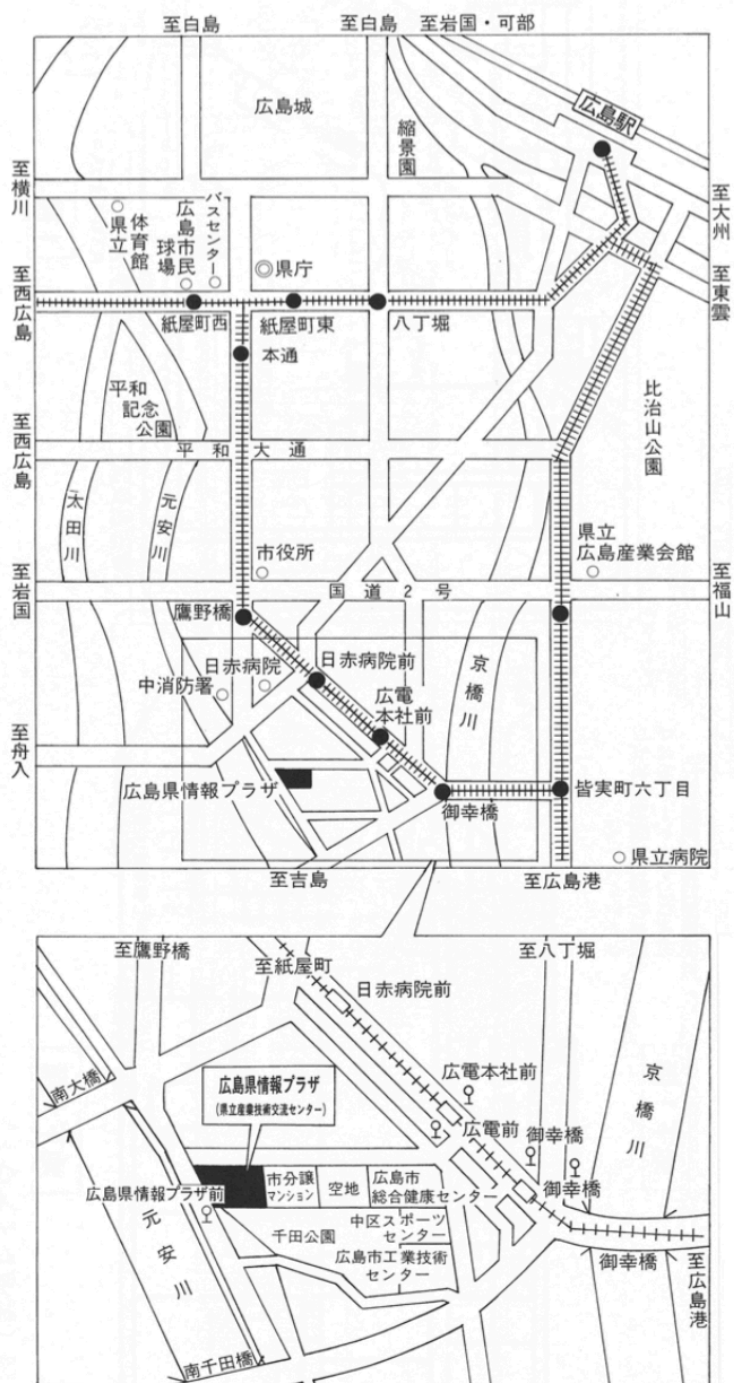 至白島
至白島
至岩国・可部
広島城
縮景園
広島駅
至横川
至大州
県立
体育館
広島市民
球場
バスセンター
県庁
至西広島
至東雲
紙屋町西
紙屋町東
八丁堀
本通
平和
記念
公園
比治山公園
至西広島
平和大通
太田川
元安川
市役所
県立
広島産業会館
至岩国
国道2号
至福山
鷹野橋
日赤病院
日赤病院前
中消防署
広電
本社前
京橋川
至舟入
広島県情報プラザ
御幸橋
皆実町六丁目
県立病院
至吉島
至広島港
至鷹野橋
至紙屋町
至八丁堀
日赤病院前
南大橋
広島県情報プラザ
(県立産業技術交流センター)
広電本社前
京橋川
広電前
御幸橋
広島県情報プラザ前
市分譲
マンション
空地
広島市
総合健康センター
御幸橋
元安川
千田公園
中区スポーツ
センター
広島市工業技術
センター
御幸橋
至広島港
南千田橋